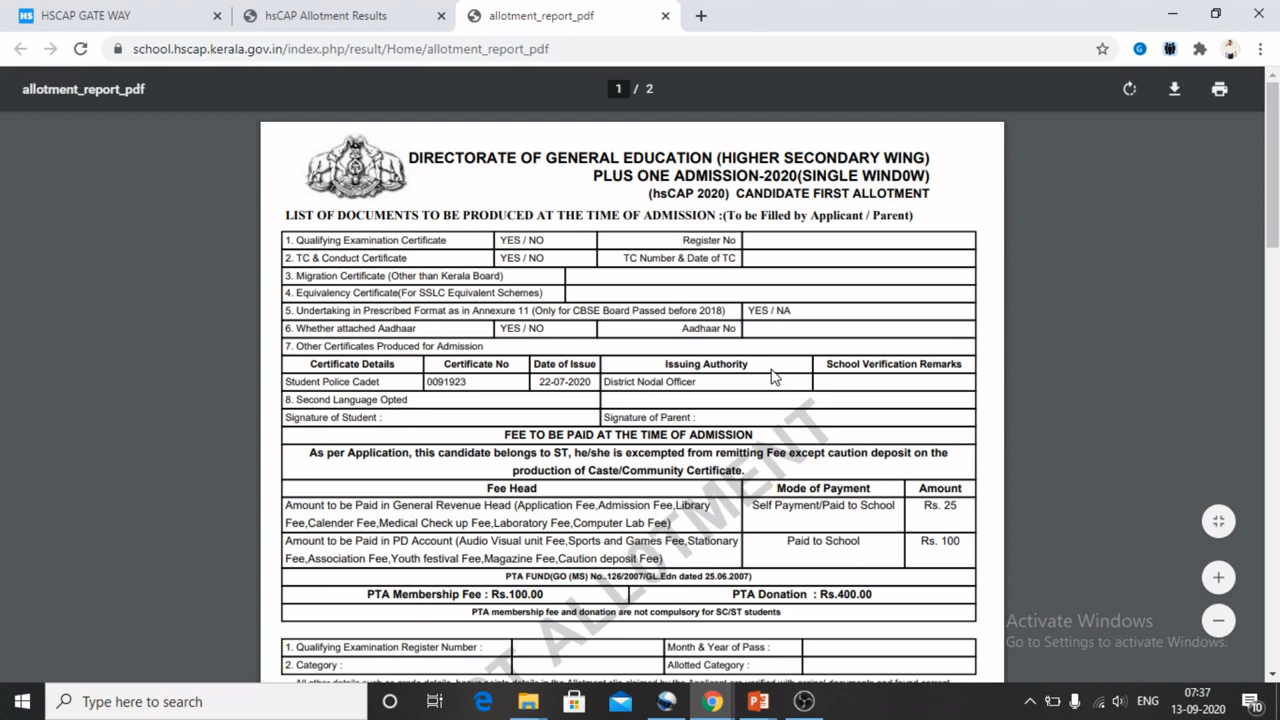 HSCAP GATE WAY
hsCAP Allotment Results
allotment_report_pdf
school.hscap.kerala.gov.in/index.php/result/Home/allotment_report_pdf
allotment_report_pdf
1 / 2
DIRECTORATE OF GENERAL EDUCATION (HIGHER SECONDARY WING)
PLUS ONE ADMISSION-2020(SINGLE WIND0W)
(hsCAP 2020) CANDIDATE FIRST ALLOTMENT
LIST OF DOCUMENTS TO BE PRODUCED AT THE TIME OF ADMISSION :(To be Filled by Applicant / Parent)
1. Qualifying Examination Certificate YES / NO Register No
2. TC & Conduct Certificate YES / NO TC Number & Date of TC
3. Migration Certificate (Other than Kerala Board)
4. Equivalency Certificate(For SSLC Equivalent Schemes)
5. Undertaking in Prescribed Format as in Annexure 11 (Only for CBSE Board Passed before 2018) YES / NA
6. Whether attached Aadhaar YES / NO Aadhaar No
7. Other Certificates Produced for Admission
Certificate Details Certificate No Date of Issue Issuing Authority School Verification Remarks
Student Police Cadet 0091923 22-07-2020 District Nodal Officer
8. Second Language Opted
Signature of Student : Signature of Parent :
FEE TO BE PAID AT THE TIME OF ADMISSION
As per Application, this candidate belongs to ST, he/she is excempted from remitting Fee except caution deposit on the
production of Caste/Community Certificate.
Fee Head Mode of Payment Amount
Amount to be Paid in General Revenue Head (Application Fee,Admission Fee,Library Self Payment/Paid to School Rs. 25
Fee,Calender Fee,Medical Check up Fee,Laboratory Fee,Computer Lab Fee)
Amount to be Paid in PD Account (Audio Visual unit Fee,Sports and Games Fee,Stationary Paid to School Rs. 100
Fee,Association Fee,Youth festival Fee,Magazine Fee,Caution deposit Fee)
PTA FUND(GO (MS) No..126/2007/GL.Edn dated 25.06.2007)
PTA Membership Fee : Rs.100.00 PTA Donation : Rs.400.00
PTA membership fee and donation are not compulsory for SC/ST students
ALLOTMENT
1. Qualifying Examination Register Number : Month & Year of Pass :
2. Category : Allotted Category :
Activate Windows
Go to Settings to activate Windows.
Type here to search
ENG
07:37
13-09-2020
10